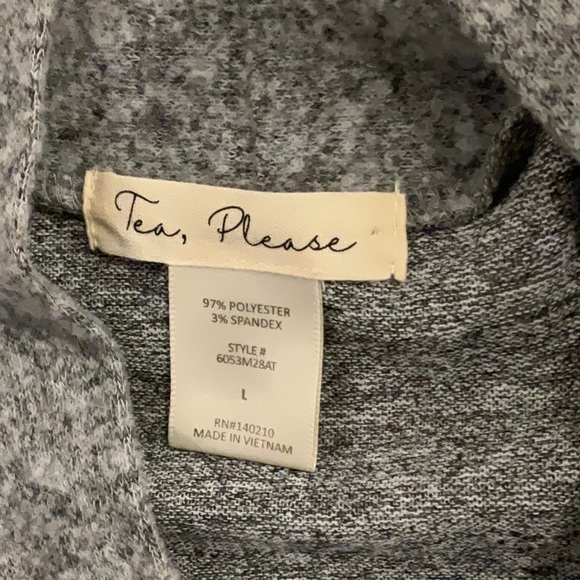 Tea, Please
97% POLYESTER
3% SPANDEX
STYLE #
6053M28AT
L
RN#140210
MADE IN VIETNAM